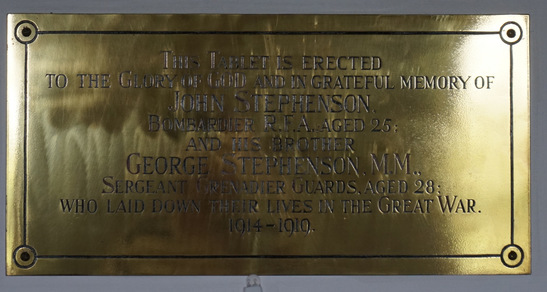 THIS TABLET IS ERECTED
TO THE GLORY OF GOD AND IN GRATEFUL MEMORY OF
JOHN STEPHENSON,
BOMBARDIER R.F.A., AGED 25;
AND HIS BROTHER
GEORGE STEPHENSON, M.M.,
SERGEANT GRENADIER GUARDS, AGED 28;
WHO LAID DOWN THEIR LIVES IN THE GREAT WAR.
1914-1919.